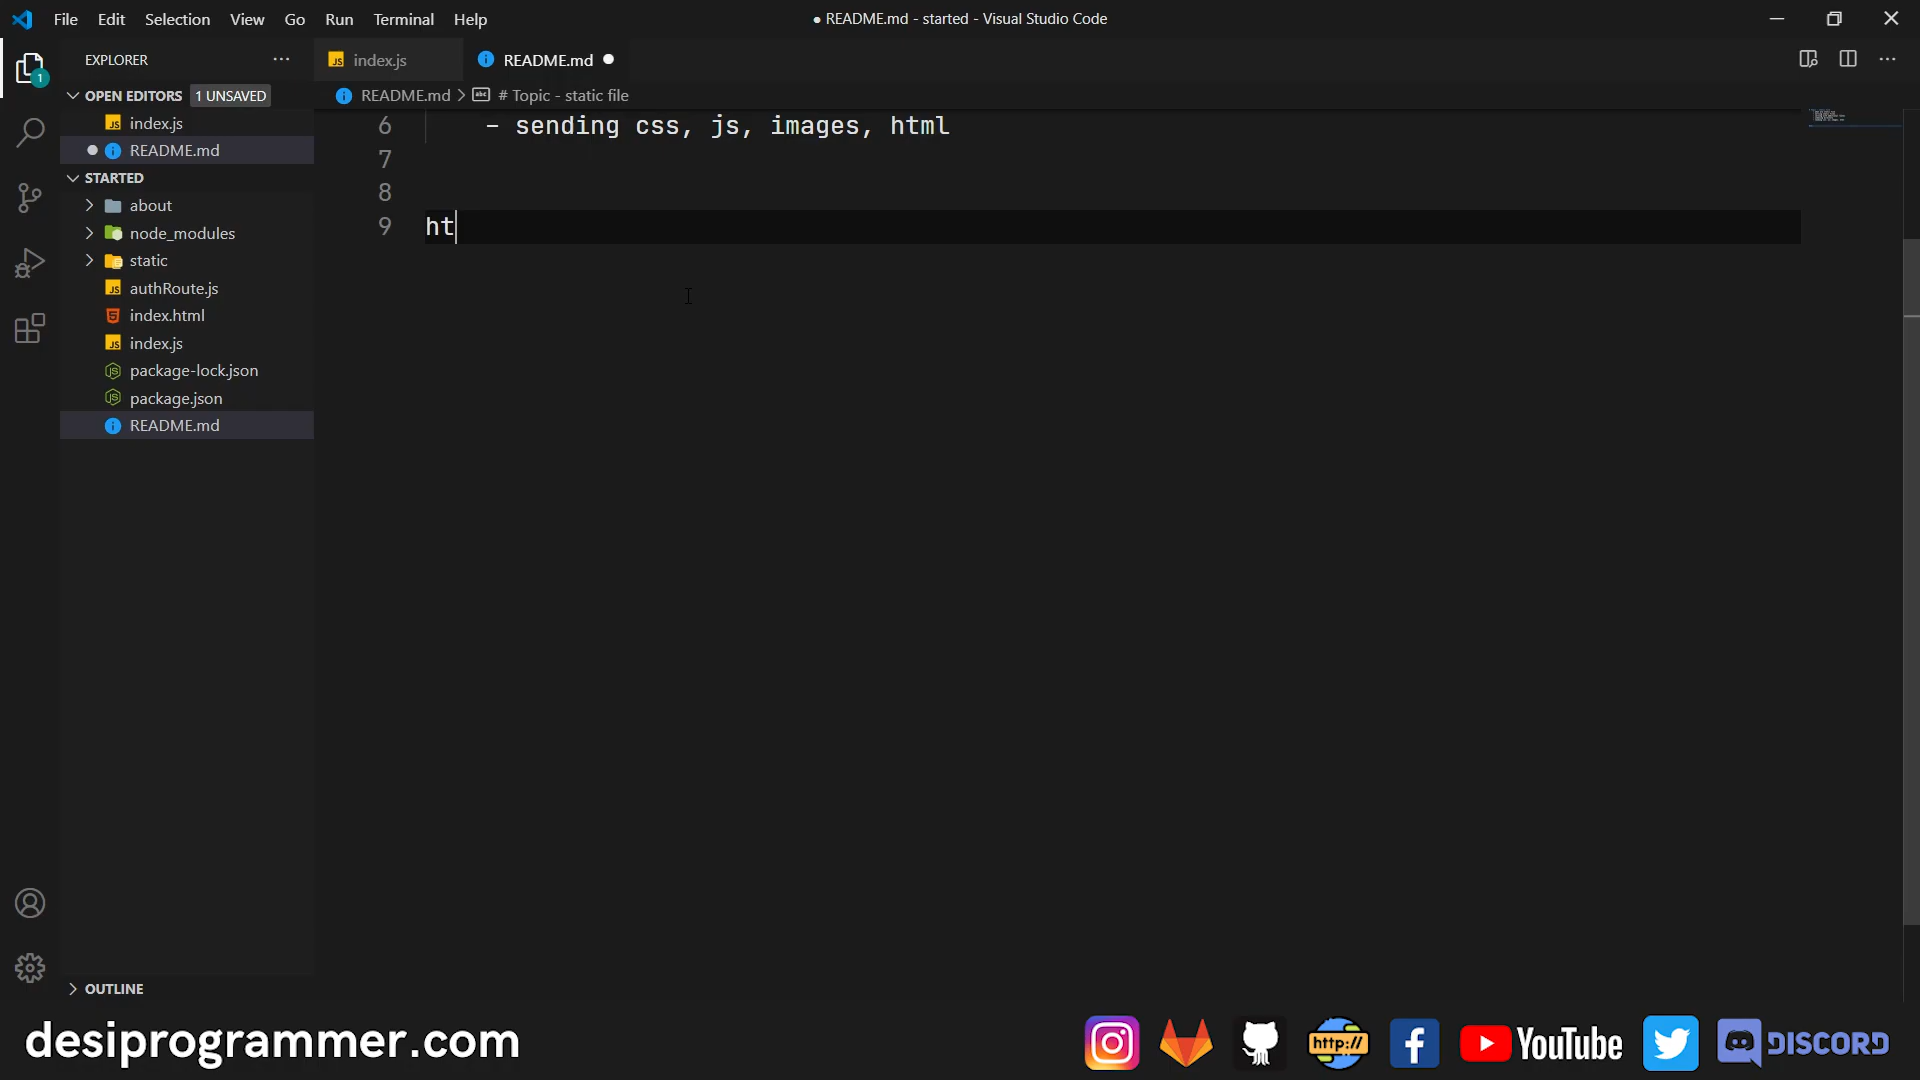 File Edit Selection View Go Run Terminal Help
● README.md - started - Visual Studio Code
EXPLORER
index.js
README.md
OPEN EDITORS 1 UNSAVED
README.md > # Topic - static file
index.js
README.md
STARTED
about
node_modules
static
authRoute.js
index.html
index.js
package-lock.json
package.json
README.md
OUTLINE
1
6 - sending css, js, images, html
7
8
9 ht
desiprogrammer.com
http://
YouTube
DISCORD